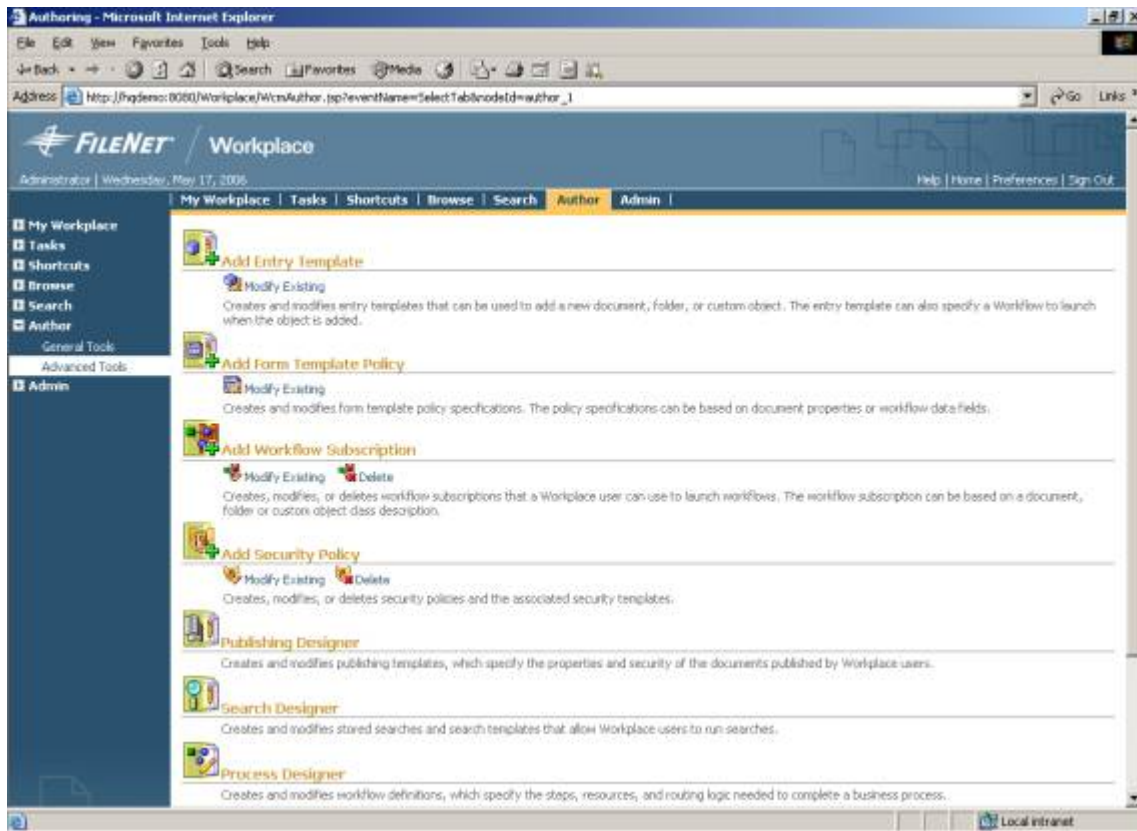 Authoring - Microsoft Internet Explorer
File Edit View Favorites Tools Help
Back Search Favorites Media
Address http://hqdemo:8080/Workplace/WcmAuthor.jsp?eventName=SelectTab&nodeId=author_1 Go Links
FILENET Workplace
Administrator | Wednesday, May 17, 2006 Help | Home | Preferences | Sign Out
My Workplace | Tasks | Shortcuts | Browse | Search Author Admin |
My Workplace
Tasks
Shortcuts
Browse
Search
Author
General Tools
Advanced Tools
Admin
Add Entry Template
Modify Existing
Creates and modifies entry templates that can be used to add a new document, folder, or custom object. The entry template can also specify a Workflow to launch
when the object is added.
Add Form Template Policy
Modify Existing
Creates and modifies form template policy specifications. The policy specifications can be based on document properties or workflow data fields.
Add Workflow Subscription
Modify Existing Delete
Creates, modifies, or deletes workflow subscriptions that a Workplace user can use to launch workflows. The workflow subscription can be based on a document,
folder or custom object class description.
Add Security Policy
Modify Existing Delete
Creates, modifies, or deletes security policies and the associated security templates.
Publishing Designer
Creates and modifies publishing templates, which specify the properties and security of the documents published by Workplace users.
Search Designer
Creates and modifies stored searches and search templates that allow Workplace users to run searches.
Process Designer
Creates and modifies workflow definitions, which specify the steps, resources, and routing logic needed to complete a business process.
Local intranet